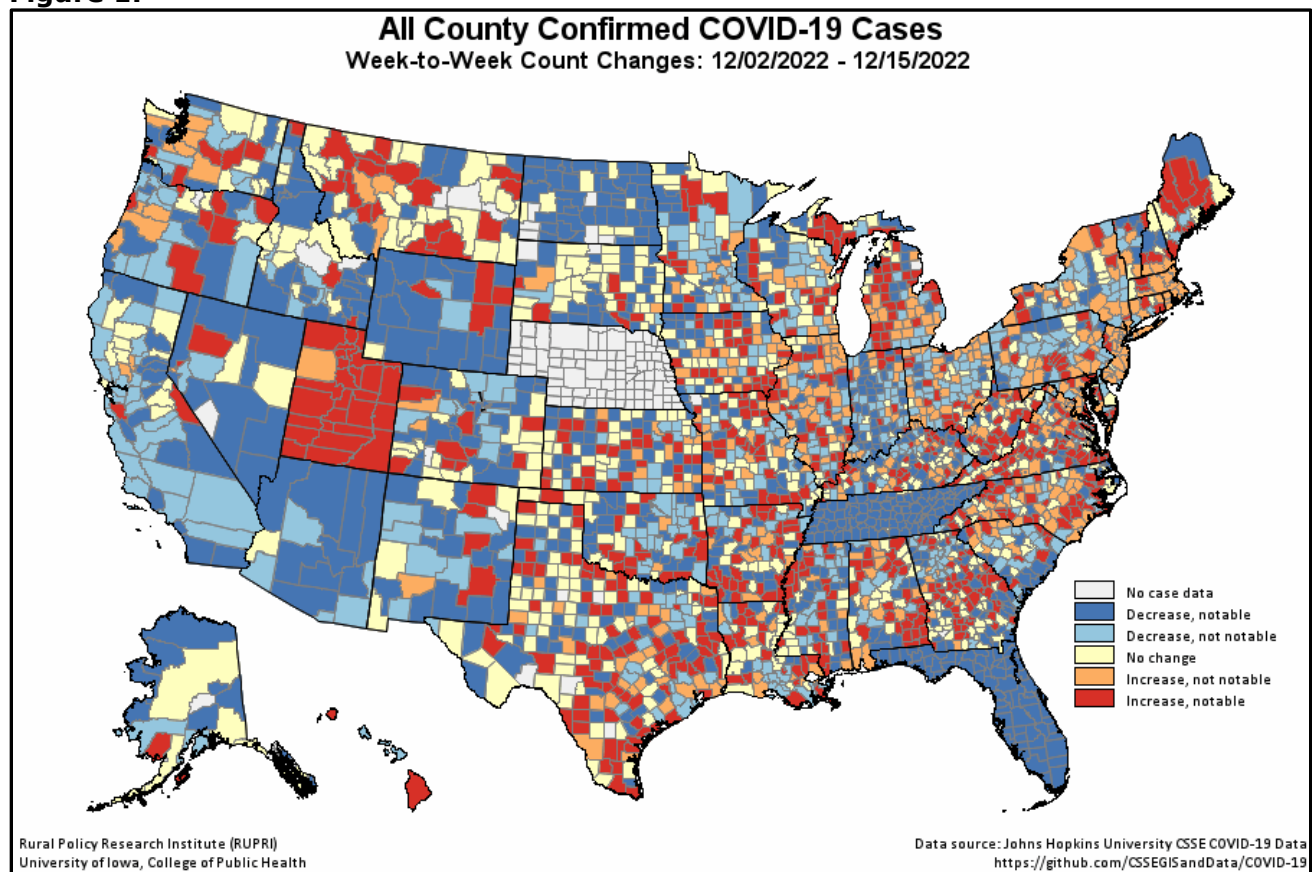 All County Confirmed COVID-19 Cases
Week-to-Week Count Changes: 12/02/2022 - 12/15/2022
No case data
Decrease, notable
Decrease, not notable
No change
Increase, not notable
Increase, notable
Rural Policy Research Institute (RUPRI)
University of Iowa, College of Public Health
Data source: Johns Hopkins University CSSE COVID-19 Data
https://github.com/CSSEGISandData/COVID-19